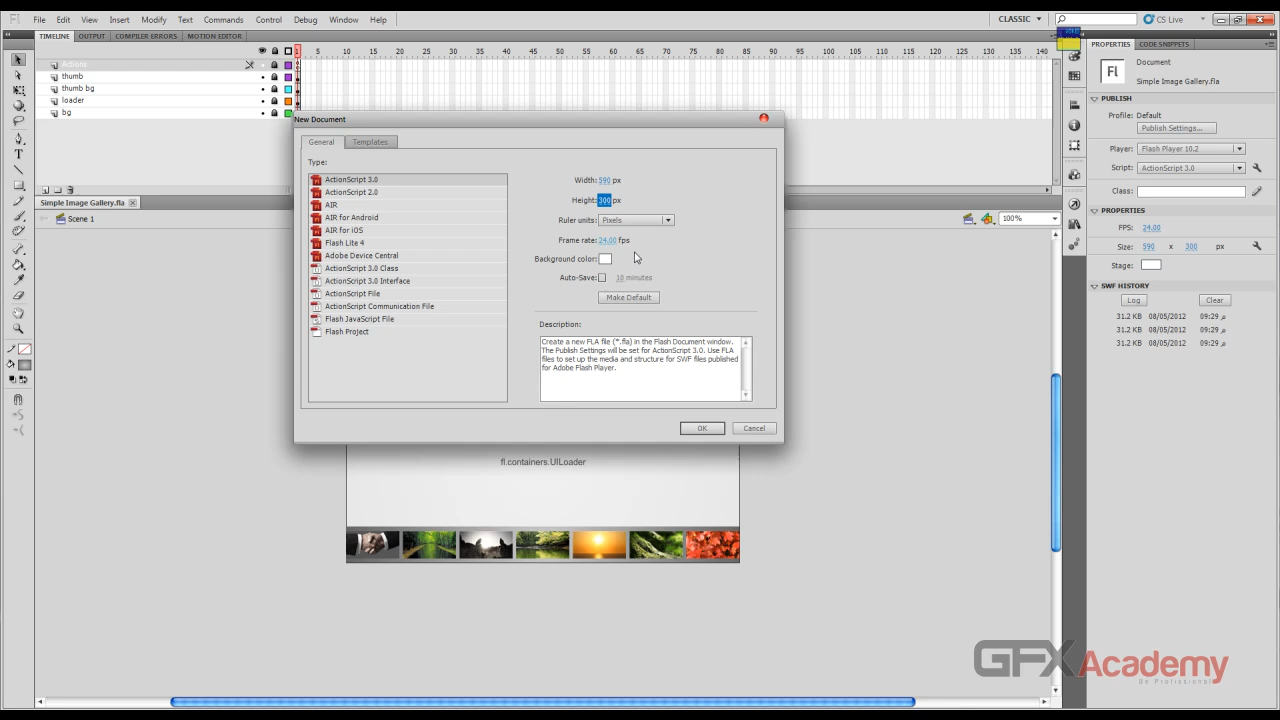 Fl File Edit View Insert Modify Text Commands Control Debug Window Help CLASSIC CS Live
TIMELINE OUTPUT COMPILER ERRORS MOTION EDITOR
1 5 10 15 20 25 30 35 40 45 50 55 60 65 70 75 80 85 90 95 100 105 110 115 120 125 130 135 140
Actions
thumb
thumb bg
loader
bg
Simple Image Gallery.fla
Scene 1
100%
New Document
General Templates
Type:
ActionScript 3.0
ActionScript 2.0
AIR
AIR for Android
AIR for iOS
Flash Lite 4
Adobe Device Central
ActionScript 3.0 Class
ActionScript 3.0 Interface
ActionScript File
ActionScript Communication File
Flash JavaScript File
Flash Project
Width: 590 px
Height: 300 px
Ruler units: Pixels
Frame rate: 24.00 fps
Background color:
Auto-Save: 10 minutes
Make Default
Description:
Create a new FLA file (*.fla) in the Flash Document window.
The Publish Settings will be set for ActionScript 3.0. Use FLA
files to set up the media and structure for SWF files published
for Adobe Flash Player.
OK Cancel
fl.containers.UILoader
PROPERTIES CODE SNIPPETS
Fl
Document
Simple Image Gallery.fla
PUBLISH
Profile: Default
Publish Settings...
Player: Flash Player 10.2
Script: ActionScript 3.0
Class:
PROPERTIES
FPS: 24.00
Size: 590 x 300 px
Stage:
SWF HISTORY
Log Clear
31.2 KB 08/05/2012 09:29 م
31.2 KB 08/05/2012 09:29 م
31.2 KB 08/05/2012 09:29 م
GFX Academy
Be Professional